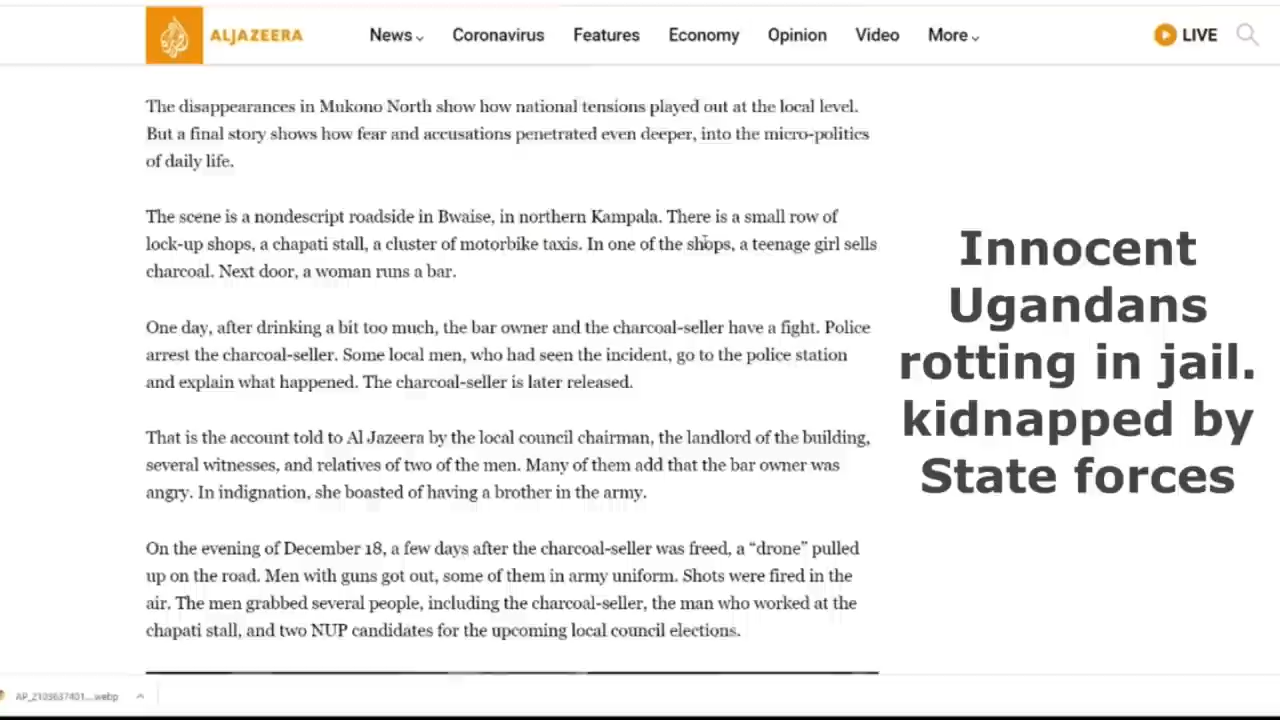 ALJAZEERA
News
Coronavirus
Features
Economy
Opinion
Video
More
LIVE
The disappearances in Mukono North show how national tensions played out at the local level.
But a final story shows how fear and accusations penetrated even deeper, into the micro-politics
of daily life.
The scene is a nondescript roadside in Bwaise, in northern Kampala. There is a small row of
lock-up shops, a chapati stall, a cluster of motorbike taxis. In one of the shops, a teenage girl sells
charcoal. Next door, a woman runs a bar.
One day, after drinking a bit too much, the bar owner and the charcoal-seller have a fight. Police
arrest the charcoal-seller. Some local men, who had seen the incident, go to the police station
and explain what happened. The charcoal-seller is later released.
That is the account told to Al Jazeera by the local council chairman, the landlord of the building,
several witnesses, and relatives of two of the men. Many of them add that the bar owner was
angry. In indignation, she boasted of having a brother in the army.
On the evening of December 18, a few days after the charcoal-seller was freed, a “drone” pulled
up on the road. Men with guns got out, some of them in army uniform. Shots were fired in the
air. The men grabbed several people, including the charcoal-seller, the man who worked at the
chapati stall, and two NUP candidates for the upcoming local council elections.
Innocent
Ugandans
rotting in jail.
kidnapped by
State forces
AP_2103637401....webp